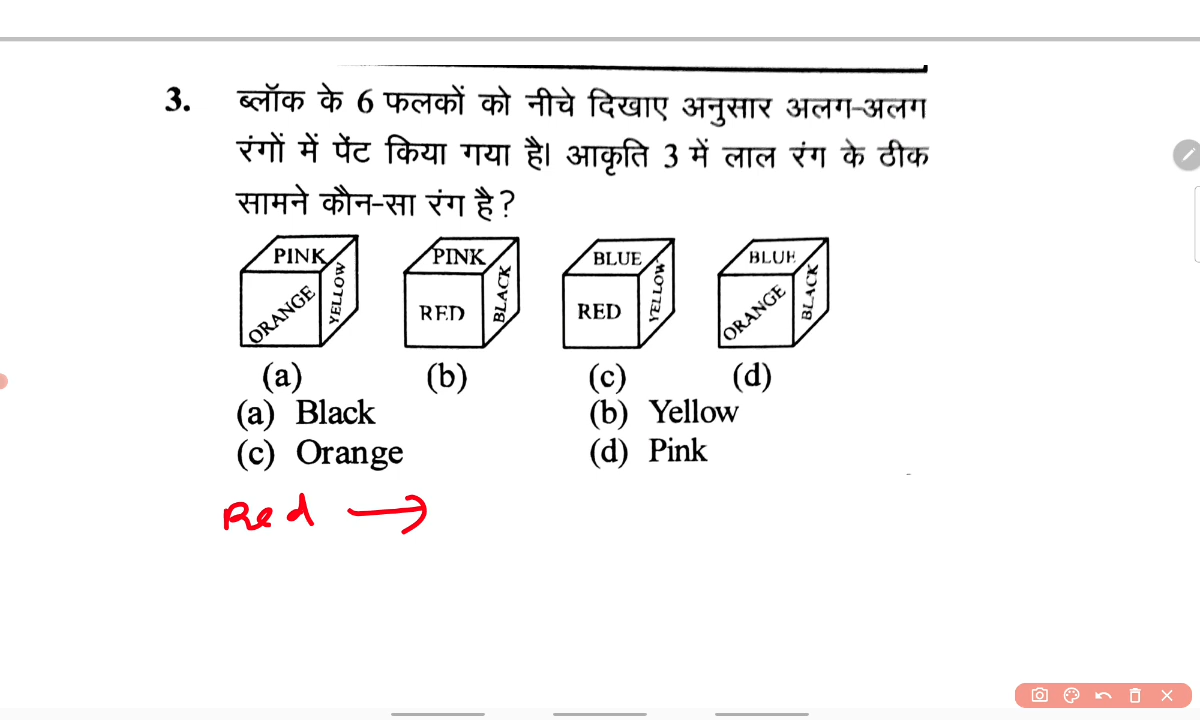 3. ब्लॉक के 6 फलकों को नीचे दिखाए अनुसार अलग-अलग
रंगों में पेंट किया गया है। आकृति 3 में लाल रंग के ठीक
सामने कौन-सा रंग है?
PINK PINK BLUE BLUE
ORANGE YELLOW RED BLACK RED YELLOW ORANGE BLACK
(a) (b) (c) (d)
(a) Black (b) Yellow
(c) Orange (d) Pink
Red →